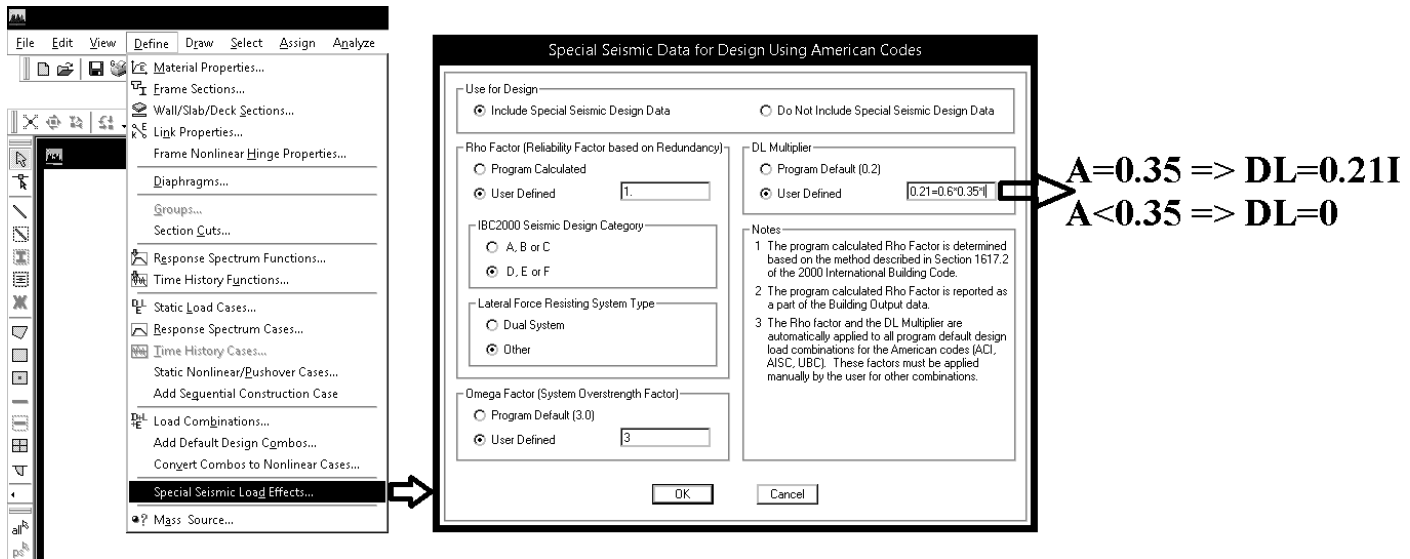 File Edit View Define Draw Select Assign Analyze
Material Properties...
Frame Sections...
Wall/Slab/Deck Sections...
Link Properties...
Frame Nonlinear Hinge Properties...
Diaphragms...
Groups...
Section Cuts...
Response Spectrum Functions...
Time History Functions...
Static Load Cases...
Response Spectrum Cases...
Time History Cases...
Static Nonlinear/Pushover Cases...
Add Sequential Construction Case
Load Combinations...
Add Default Design Combos...
Convert Combos to Nonlinear Cases...
Special Seismic Load Effects...
Mass Source...
all
ps
Special Seismic Data for Design Using American Codes
Use for Design
Include Special Seismic Design Data
Do Not Include Special Seismic Design Data
Rho Factor (Reliability Factor based on Redundancy)
Program Calculated
User Defined 1.
IBC2000 Seismic Design Category
A, B or C
D, E or F
Lateral Force Resisting System Type
Dual System
Other
Omega Factor (System Overstrength Factor)
Program Default (3.0)
User Defined 3
DL Multiplier
Program Default (0.2)
User Defined 0.21=0.6*0.35*I
Notes
1 The program calculated Rho Factor is determined
based on the method described in Section 1617.2
of the 2000 International Building Code.
2 The program calculated Rho Factor is reported as
a part of the Building Output data.
3 The Rho factor and the DL Multiplier are
automatically applied to all program default design
load combinations for the American codes (ACI,
AISC, UBC). These factors must be applied
manually by the user for other combinations.
OK Cancel
A=0.35 => DL=0.21I
A<0.35 => DL=0